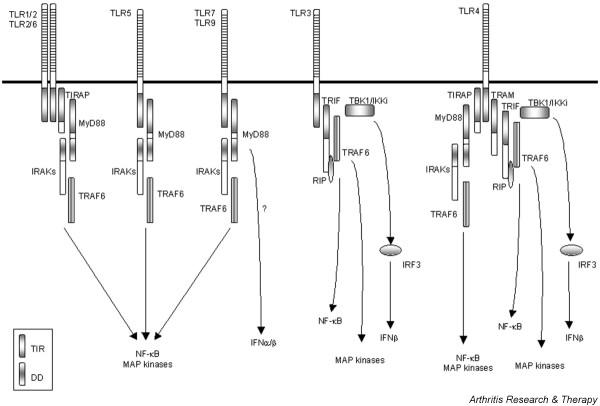 TLR1/2
TLR2/6
TLR5
TLR7
TLR9
TLR3
TLR4
TIRAP
MyD88
IRAKs
TRAF6
MyD88
IRAKs
TRAF6
MyD88
IRAKs
TRAF6
?
TRIF
TBK1/IKKi
TRAF6
RIP
IRF3
TIRAP
TRAM
TRIF
TBK1/IKKi
MyD88
IRAKs
TRAF6
TRAF6
RIP
IRF3
NF-κB
MAP kinases
IFNα/β
NF-κB
IFNβ
MAP kinases
NF-κB
MAP kinases
NF-κB
IFNβ
MAP kinases
TIR
DD
Arthritis Research & Therapy